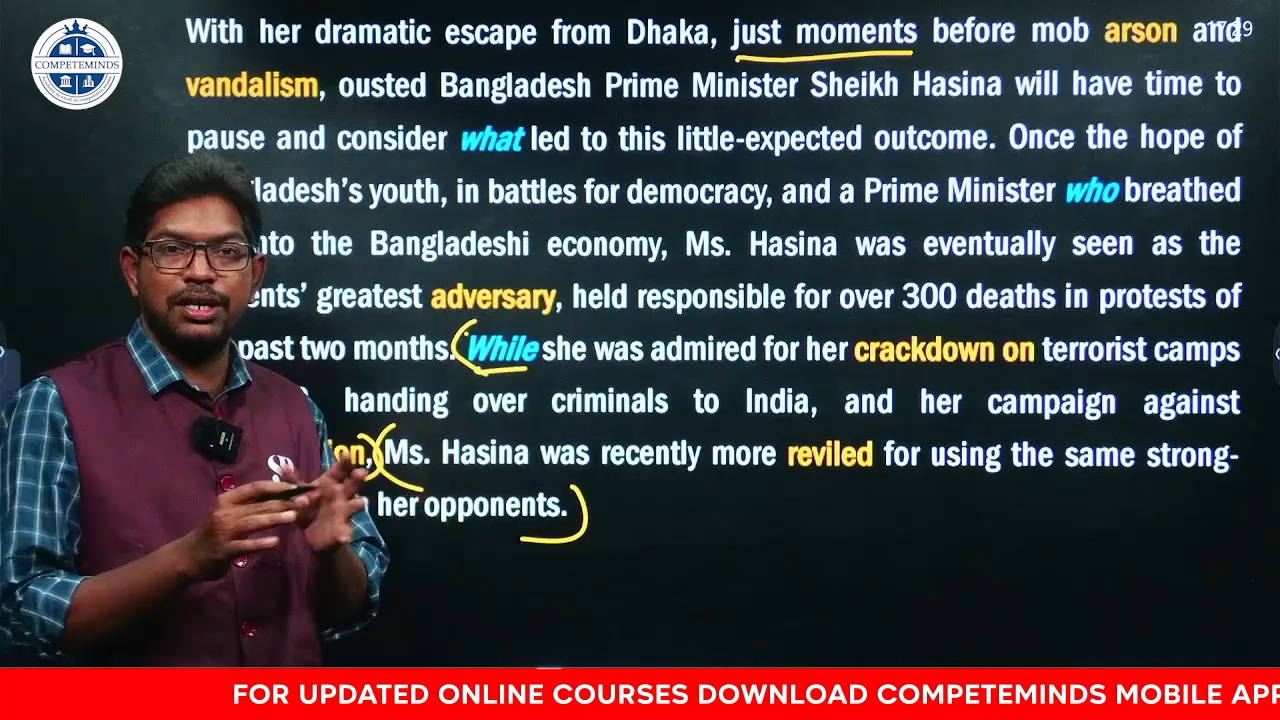 With her dramatic escape from Dhaka, just moments before mob arson and
vandalism, ousted Bangladesh Prime Minister Sheikh Hasina will have time to
pause and consider what led to this little-expected outcome. Once the hope of
ladesh's youth, in battles for democracy, and a Prime Minister who breathed
nto the Bangladeshi economy, Ms. Hasina was eventually seen as the
ents' greatest adversary, held responsible for over 300 deaths in protests of
past two months. While she was admired for her crackdown on terrorist camps
handing over criminals to India, and her campaign against
ion, Ms. Hasina was recently more reviled for using the same strong-
her opponents.
COMPETEMINDS
FOR UPDATED ONLINE COURSES DOWNLOAD COMPETEMINDS MOBILE APP